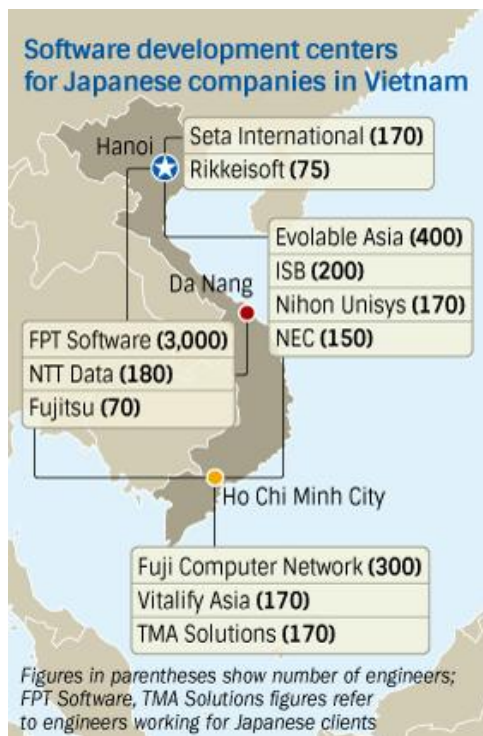 Software development centers
for Japanese companies in Vietnam
Hanoi
Seta International (170)
Rikkeisoft (75)
Evolable Asia (400)
ISB (200)
Nihon Unisys (170)
NEC (150)
Da Nang
FPT Software (3,000)
NTT Data (180)
Fujitsu (70)
Ho Chi Minh City
Fuji Computer Network (300)
Vitalify Asia (170)
TMA Solutions (170)
Figures in parentheses show number of engineers;
FPT Software, TMA Solutions figures refer
to engineers working for Japanese clients